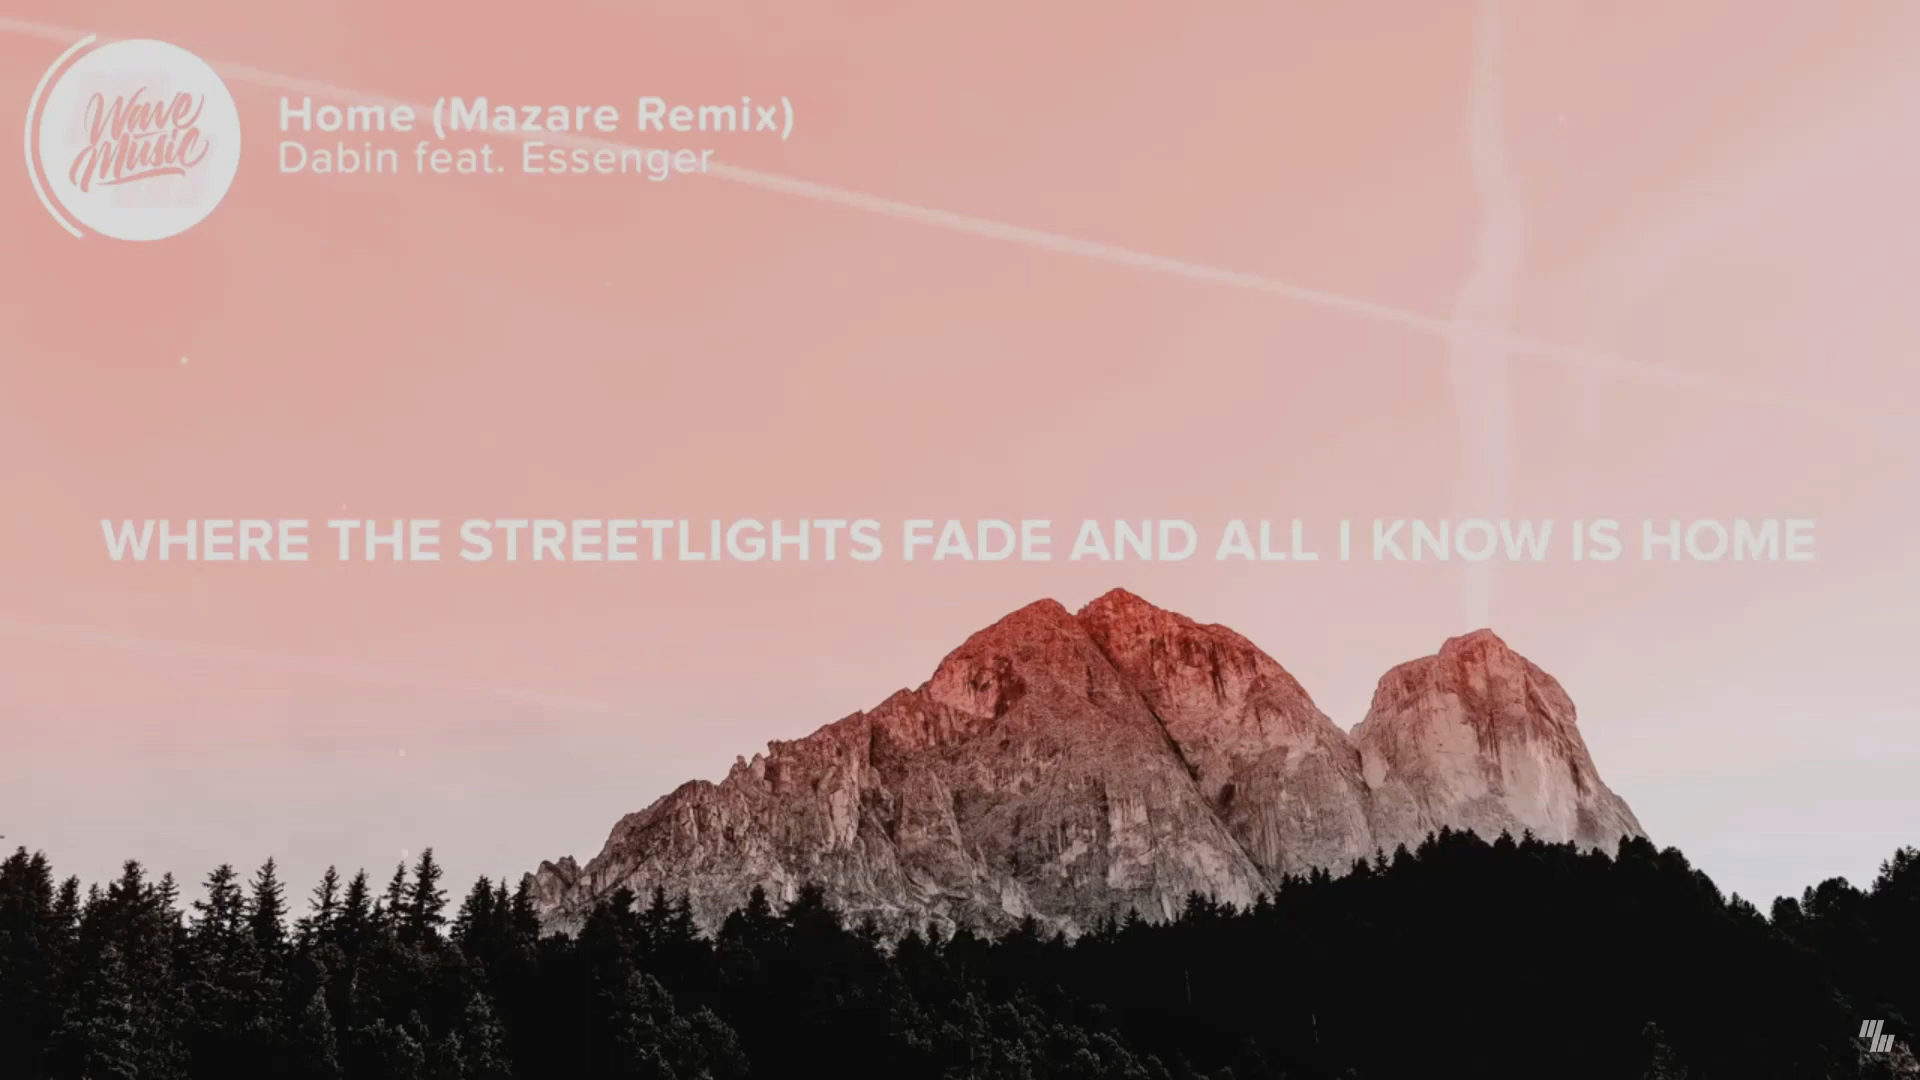 Wave
Music
Home (Mazare Remix)
Dabin feat. Essenger
WHERE THE STREETLIGHTS FADE AND ALL I KNOW IS HOME